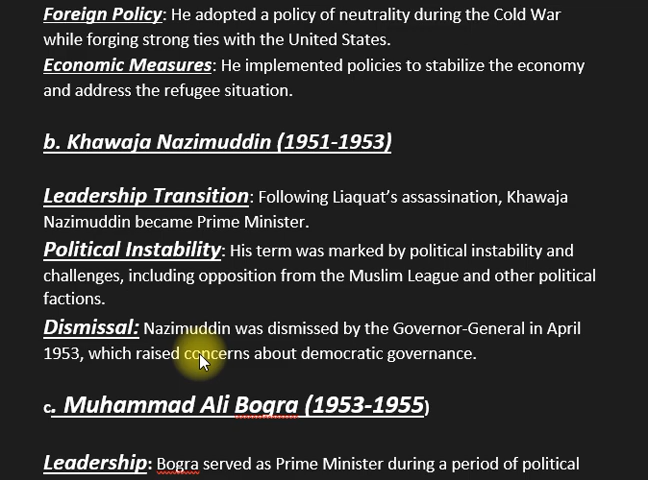 Foreign Policy: He adopted a policy of neutrality during the Cold War
while forging strong ties with the United States.
Economic Measures: He implemented policies to stabilize the economy
and address the refugee situation.
b. Khawaja Nazimuddin (1951-1953)
Leadership Transition: Following Liaquat’s assassination, Khawaja
Nazimuddin became Prime Minister.
Political Instability: His term was marked by political instability and
challenges, including opposition from the Muslim League and other political
factions.
Dismissal: Nazimuddin was dismissed by the Governor-General in April
1953, which raised concerns about democratic governance.
c. Muhammad Ali Bogra (1953-1955)
Leadership: Bogra served as Prime Minister during a period of political